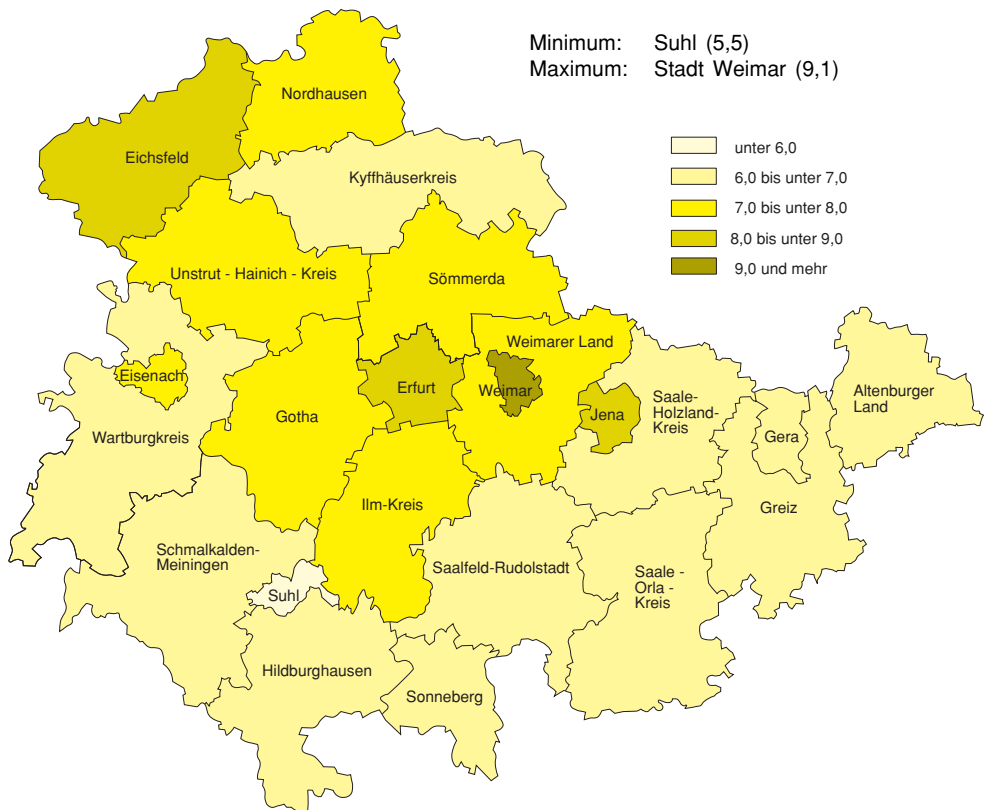 Minimum: Suhl (5,5)
Maximum: Stadt Weimar (9,1)
unter 6,0
6,0 bis unter 7,0
7,0 bis unter 8,0
8,0 bis unter 9,0
9,0 und mehr
Nordhausen
Eichsfeld
Kyffhäuserkreis
Unstrut - Hainich - Kreis
Sömmerda
Weimarer Land
Eisenach
Erfurt
Weimar
Jena
Saale-
Holzland-
Kreis
Altenburger
Land
Gotha
Gera
Wartburgkreis
Ilm-Kreis
Greiz
Schmalkalden-
Meiningen
Saalfeld-Rudolstadt
Saale -
Orla -
Kreis
Suhl
Hildburghausen
Sonneberg